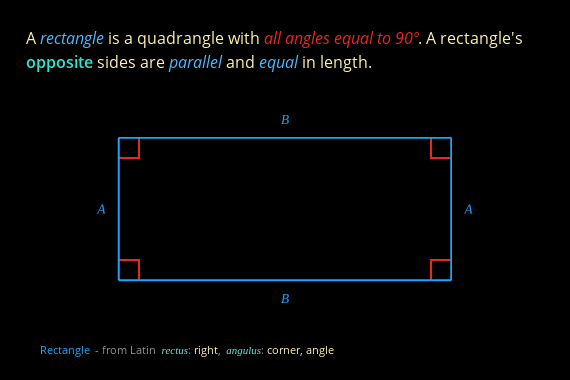 A rectangle is a quadrangle with all angles equal to 90°. A rectangle's
opposite sides are parallel and equal in length.
B
A
A
B
Rectangle - from Latin rectus: right, angulus: corner, angle